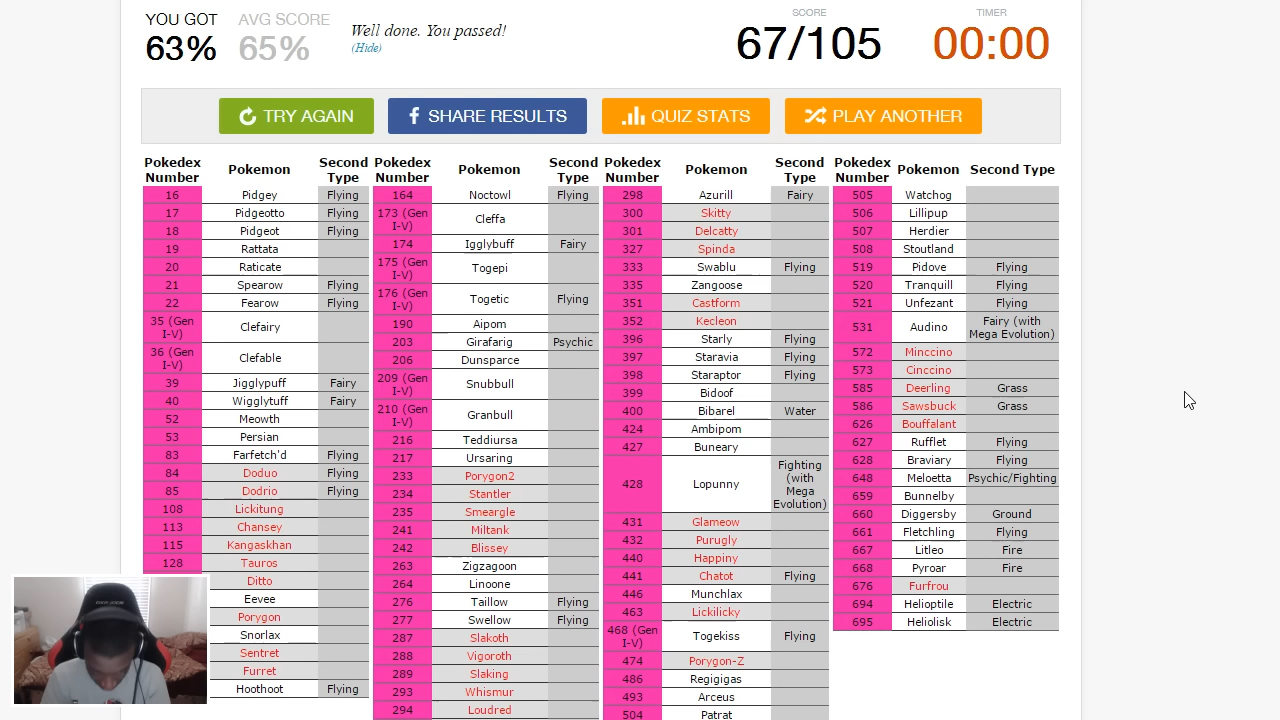 YOU GOT AVG SCORE
63% 65%
Well done. You passed!
(Hide)
SCORE
67/105
TIMER
00:00
TRY AGAIN
SHARE RESULTS
QUIZ STATS
PLAY ANOTHER
Pokedex Number Pokemon Second Type
16 Pidgey Flying
17 Pidgeotto Flying
18 Pidgeot Flying
19 Rattata
20 Raticate
21 Spearow Flying
22 Fearow Flying
35 (Gen I-V) Clefairy
36 (Gen I-V) Clefable
39 Jigglypuff Fairy
40 Wigglytuff Fairy
52 Meowth
53 Persian
83 Farfetch'd Flying
84 Doduo Flying
85 Dodrio Flying
108 Lickitung
113 Chansey
115 Kangaskhan
128 Tauros
Ditto
Eevee
Porygon
Snorlax
Sentret
Furret
Hoothoot Flying
Pokedex Number Pokemon Second Type
164 Noctowl Flying
173 (Gen I-V) Cleffa
174 Igglybuff Fairy
175 (Gen I-V) Togepi
176 (Gen I-V) Togetic Flying
190 Aipom
203 Girafarig Psychic
206 Dunsparce
209 (Gen I-V) Snubbull
210 (Gen I-V) Granbull
216 Teddiursa
217 Ursaring
233 Porygon2
234 Stantler
235 Smeargle
241 Miltank
242 Blissey
263 Zigzagoon
264 Linoone
276 Taillow Flying
277 Swellow Flying
287 Slakoth
288 Vigoroth
289 Slaking
293 Whismur
294 Loudred
Pokedex Number Pokemon Second Type
298 Azurill Fairy
300 Skitty
301 Delcatty
327 Spinda
333 Swablu Flying
335 Zangoose
351 Castform
352 Kecleon
396 Starly Flying
397 Staravia Flying
398 Staraptor Flying
399 Bidoof
400 Bibarel Water
424 Ambipom
427 Buneary
428 Lopunny Fighting (with Mega Evolution)
431 Glameow
432 Purugly
440 Happiny
441 Chatot Flying
446 Munchlax
463 Lickilicky
468 (Gen I-V) Togekiss Flying
474 Porygon-Z
486 Regigigas
493 Arceus
504 Patrat
Pokedex Number Pokemon Second Type
505 Watchog
506 Lillipup
507 Herdier
508 Stoutland
519 Pidove Flying
520 Tranquill Flying
521 Unfezant Flying
531 Audino Fairy (with Mega Evolution)
572 Minccino
573 Cinccino
585 Deerling Grass
586 Sawsbuck Grass
626 Bouffalant
627 Rufflet Flying
628 Braviary Flying
648 Meloetta Psychic/Fighting
659 Bunnelby
660 Diggersby Ground
661 Fletchling Flying
667 Litleo Fire
668 Pyroar Fire
676 Furfrou
694 Helioptile Electric
695 Heliolisk Electric